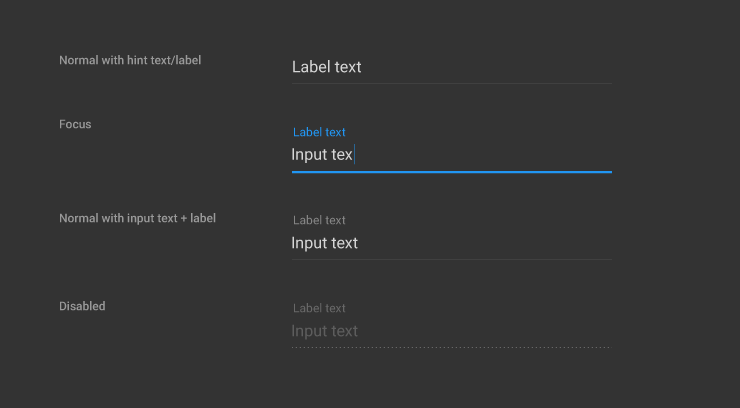 Normal with hint text/label
Label text
Focus
Label text
Input tex
Normal with input text + label
Label text
Input text
Disabled
Label text
Input text